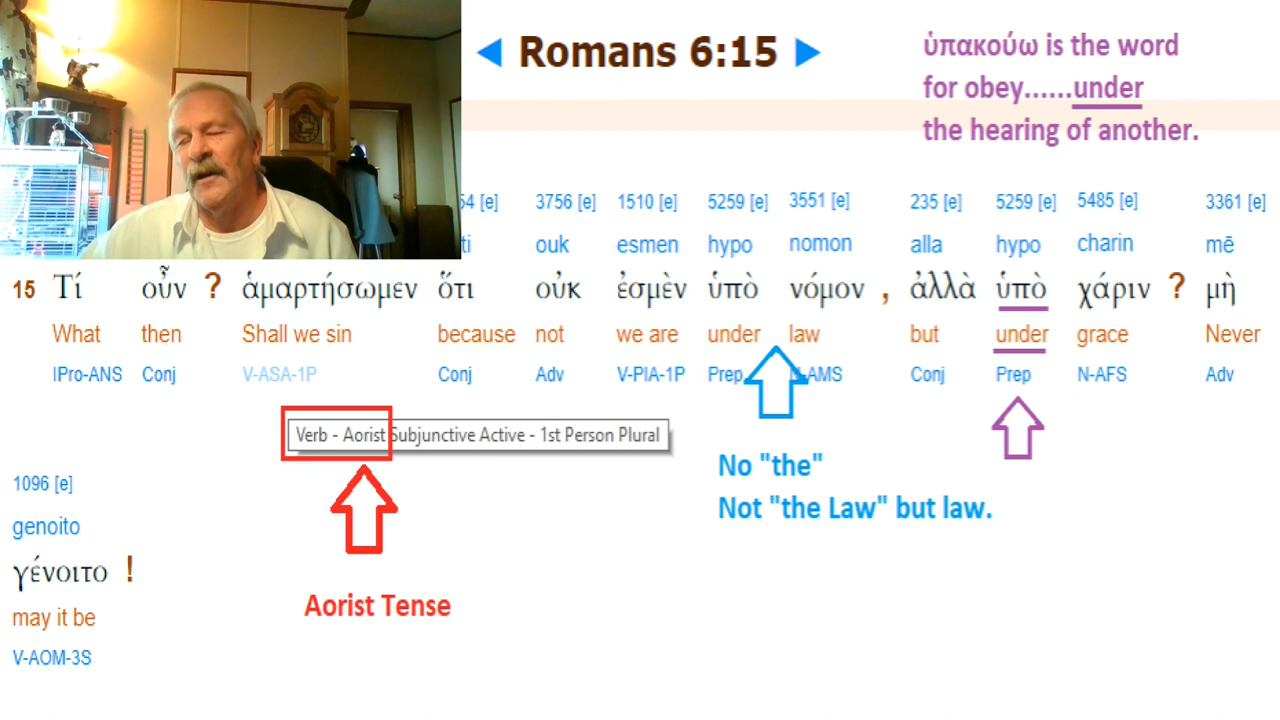 Romans 6:15
ὑπακούω is the word
for obey......under
the hearing of another.
54 [e] 3756 [e] 1510 [e] 5259 [e] 3551 [e] 235 [e] 5259 [e] 5485 [e] 3361 [e]
ti ouk esmen hypo nomon alla hypo charin mē
15 Τί οὖν ? ἁμαρτήσωμεν ὅτι οὐκ ἐσμὲν ὑπὸ νόμον , ἀλλὰ ὑπὸ χάριν ? μὴ
What then Shall we sin because not we are under law but under grace Never
IPro-ANS Conj V-ASA-1P Conj Adv V-PIA-1P Prep N-AMS Conj Prep N-AFS Adv
Verb - Aorist Subjunctive Active - 1st Person Plural
No "the"
Not "the Law" but law.
1096 [e]
genoito
γένοιτο !
may it be
V-AOM-3S
Aorist Tense